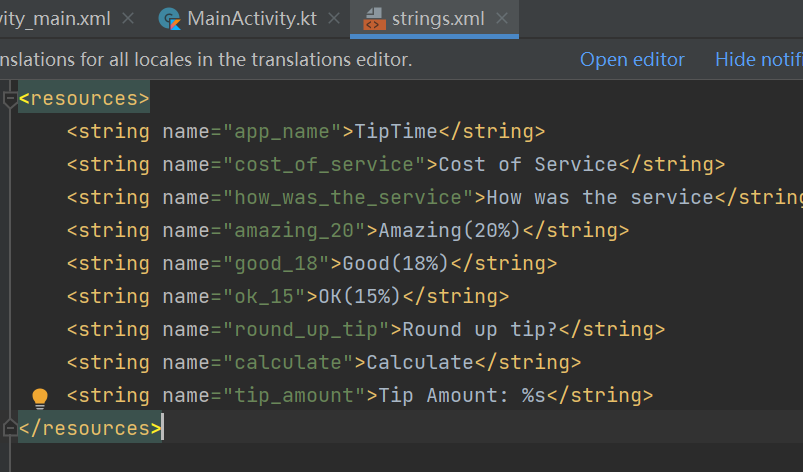 ity_main.xml MainActivity.kt strings.xml
nslations for all locales in the translations editor. Open editor Hide notifi
<resources>
<string name="app_name">TipTime</string>
<string name="cost_of_service">Cost of Service</string>
<string name="how_was_the_service">How was the service</string
<string name="amazing_20">Amazing(20%)</string>
<string name="good_18">Good(18%)</string>
<string name="ok_15">OK(15%)</string>
<string name="round_up_tip">Round up tip?</string>
<string name="calculate">Calculate</string>
<string name="tip_amount">Tip Amount: %s</string>
</resources>